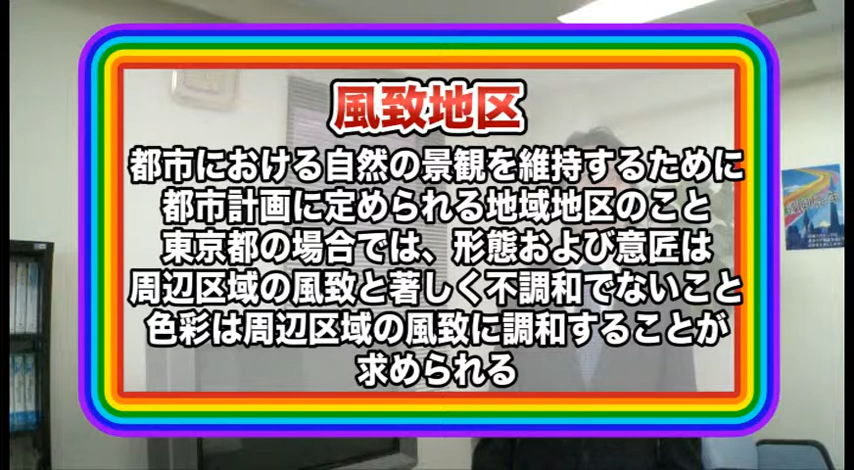 風致地区
都市における自然の景観を維持するために
都市計画に定められる地域地区のこと
東京都の場合では、形態および意匠は
周辺区域の風致と著しく不調和でないこと
色彩は周辺区域の風致に調和することが
求められる